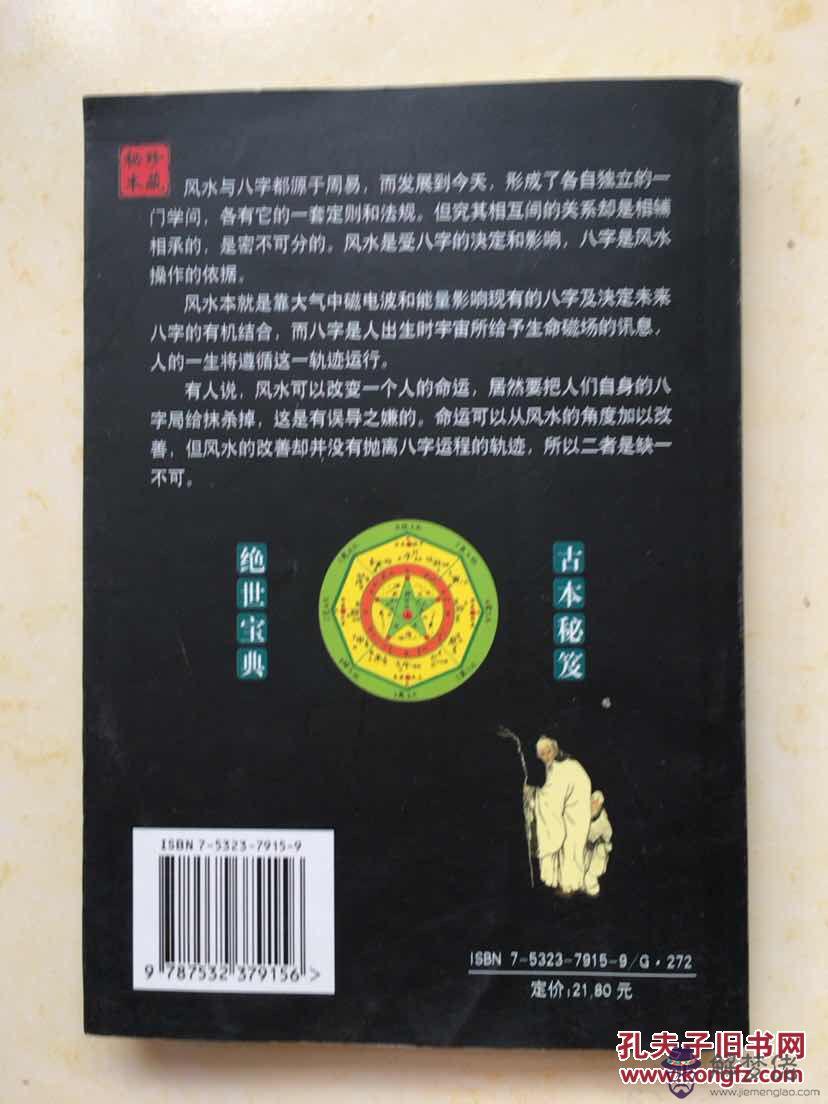 珍藏
秘本
风水与八字都源于周易，而发展到今天，形成了各自独立的一
门学问，各有它的一套定则和法规。但究其相互间的关系却是相辅
相承的，是密不可分的。风水是受八字的决定和影响，八字是风水
操作的依据。
风水本就是靠大气中磁电波和能量影响现有的八字及决定未来
八字的有机结合，而八字是人出生时宇宙所给予生命磁场的讯息，
人的一生将遵循这一轨迹运行。
有人说，风水可以改变一个人的命运，居然要把人们自身的八
字局给抹杀掉，这是有误导之嫌的。命运可以从风水的角度加以改
善，但风水的改善却并没有抛离八字运程的轨迹，所以二者是缺一
不可。
古本秘笈
绝世宝典
ISBN 7-5323-7915-9
9 787532 379156 >
ISBN 7-5323-7915-9/G·272
定价:21.80元
孔夫子旧书网
www.kongfz.com
解梦佬
www.jiemenglao.com